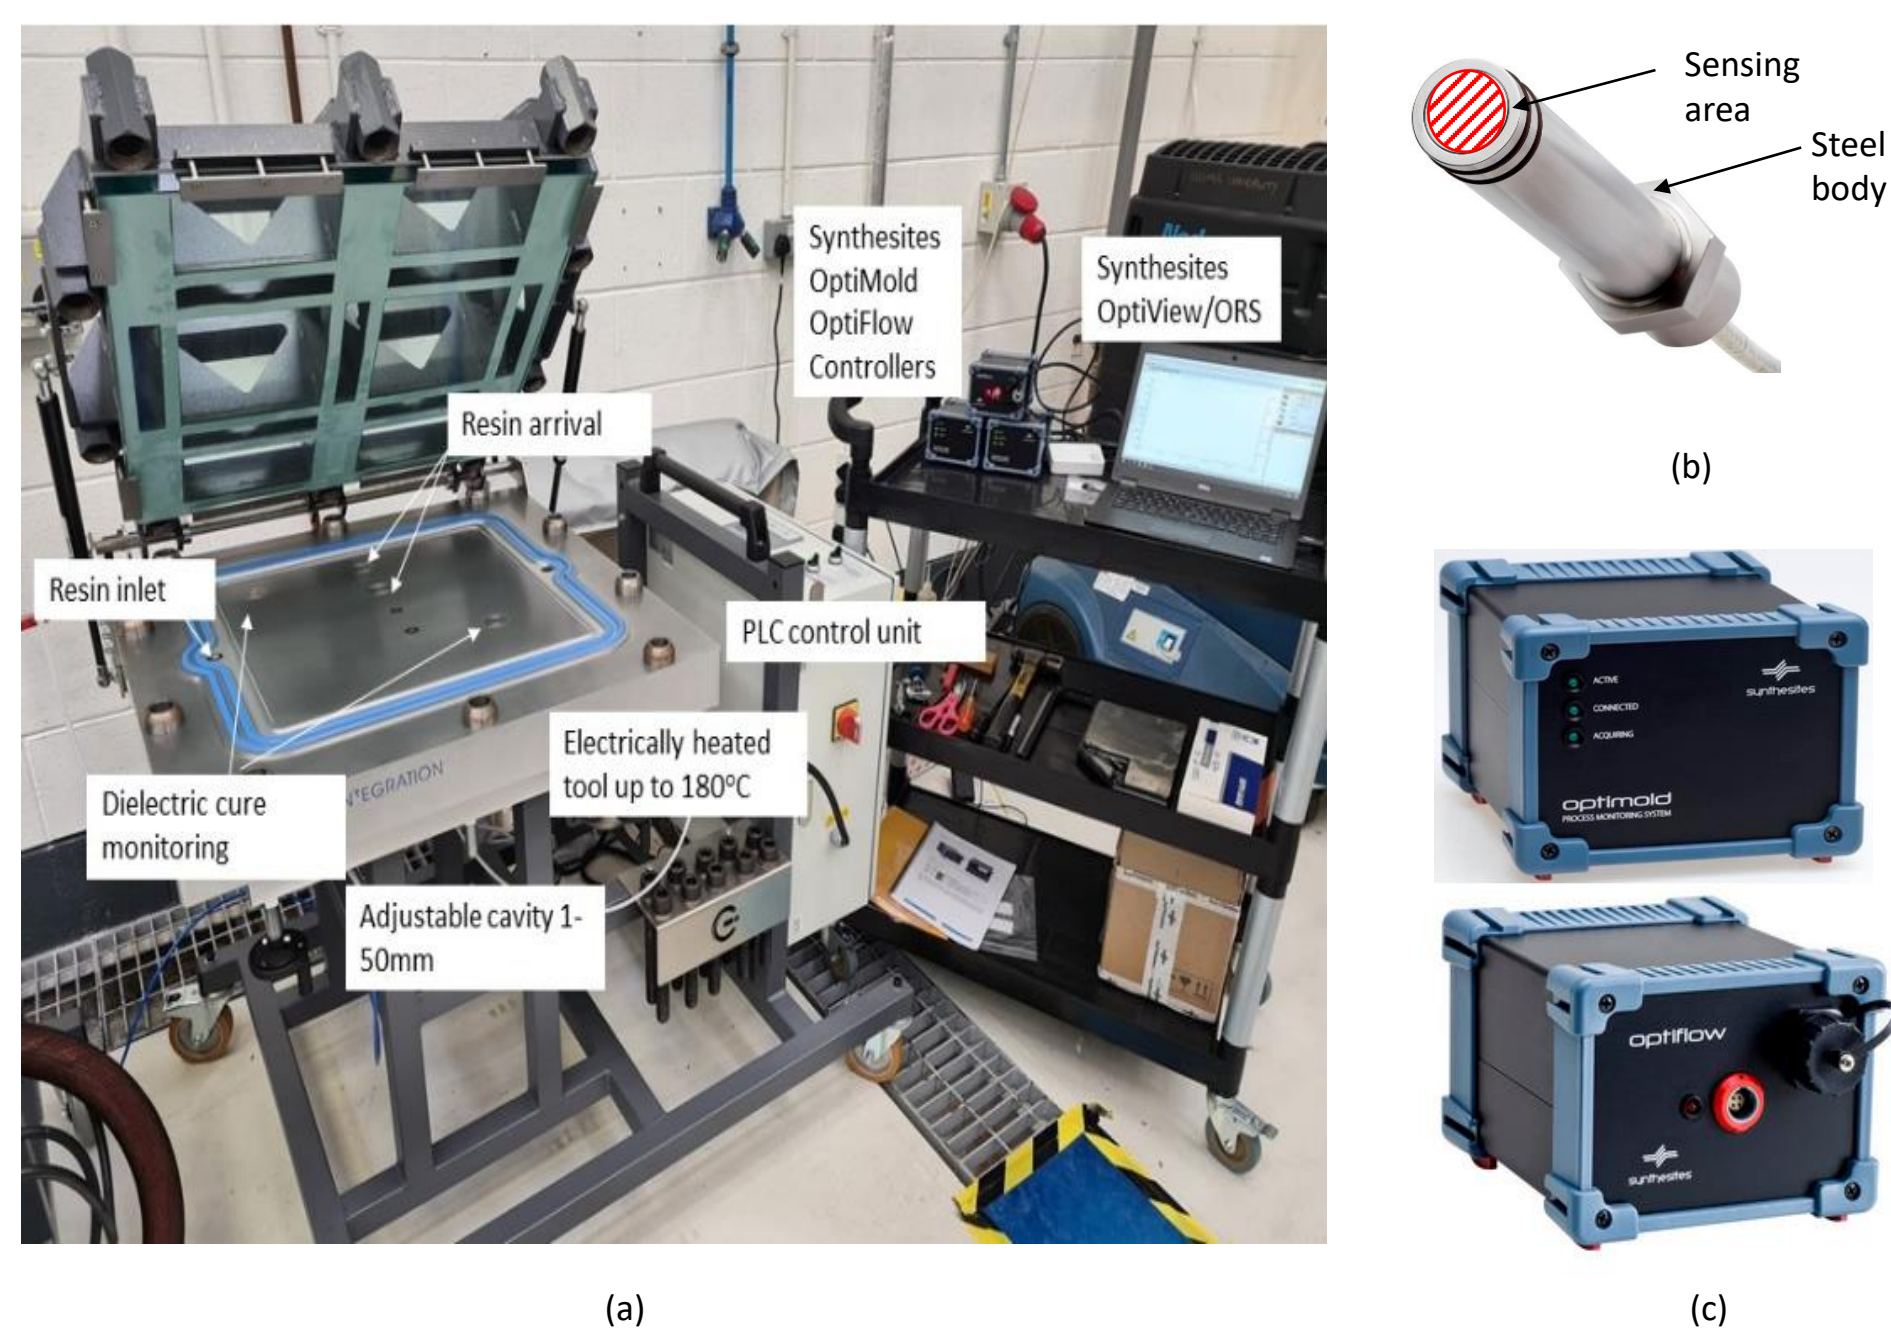 Synthesites
OptiMold
OptiFlow
Controllers
Synthesites
OptiView/ORS
Resin arrival
Resin inlet
PLC control unit
Electrically heated
tool up to 180ºC
Dielectric cure
monitoring
Adjustable cavity 1-
50mm
NTEGRATION
(a)
Sensing
area
Steel
body
(b)
ACTIVE
CONNECTED
ACQUIRING
synthesites
optimold
PROCESS MONITORING SYSTEM
optiflow
synthesites
(c)